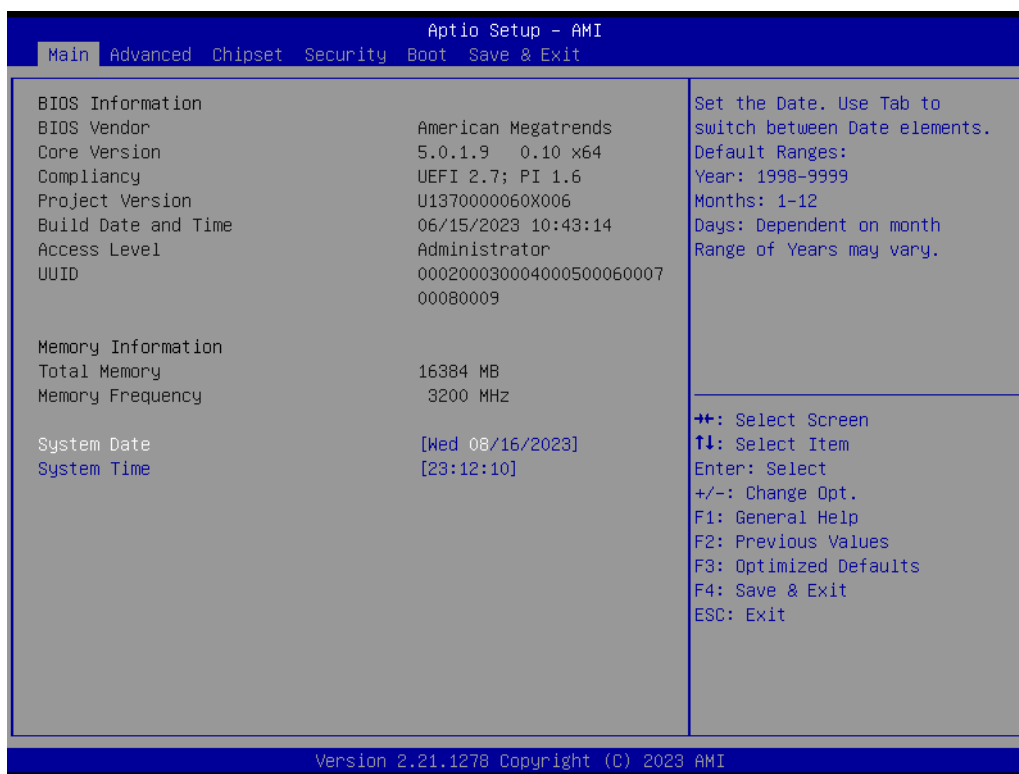 Aptio Setup - AMI
Main Advanced Chipset Security Boot Save & Exit
BIOS Information
BIOS Vendor American Megatrends
Core Version 5.0.1.9 0.10 x64
Compliancy UEFI 2.7; PI 1.6
Project Version U1370000060X006
Build Date and Time 06/15/2023 10:43:14
Access Level Administrator
UUID 000200030004000500060007
00080009
Memory Information
Total Memory 16384 MB
Memory Frequency 3200 MHz
System Date [Wed 08/16/2023]
System Time [23:12:10]
Set the Date. Use Tab to
switch between Date elements.
Default Ranges:
Year: 1998-9999
Months: 1-12
Days: Dependent on month
Range of Years may vary.
→←: Select Screen
↑↓: Select Item
Enter: Select
+/-: Change Opt.
F1: General Help
F2: Previous Values
F3: Optimized Defaults
F4: Save & Exit
ESC: Exit
Version 2.21.1278 Copyright (C) 2023 AMI